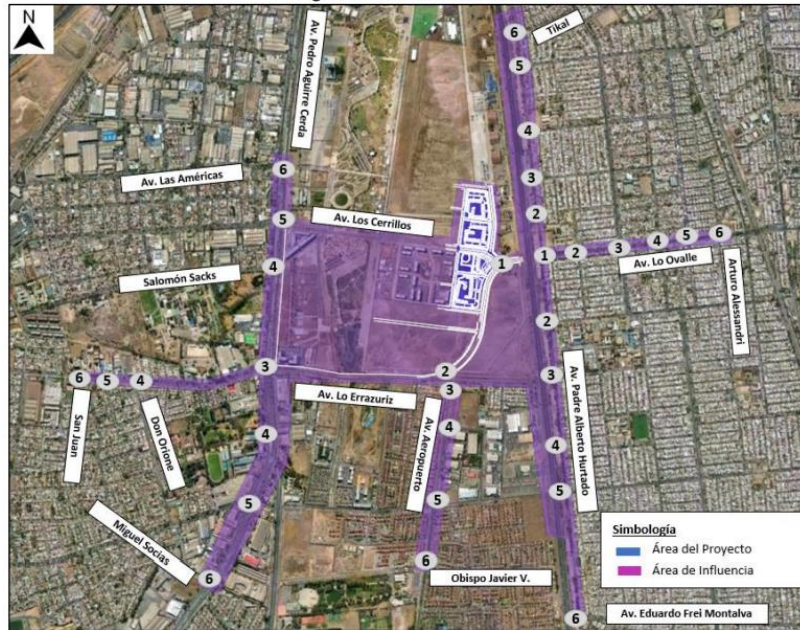 N
Av. Pedro Aguirre Cerda
6
Tikal
5
4
Av. Las Américas
6
3
5
Av. Los Cerrillos
2
4
1
1
2
3
4
5
6
Av. Lo Ovalle
Salomón Sacks
Arturo Alessandri
2
3
2
3
6
5
4
Av. Lo Errazuriz
3
San Juan
Don Orione
Av. Aeropuerto
Av. Padre Alberto Hurtado
4
4
4
5
5
5
Miguel Socias
6
6
Obispo Javier V.
Simbología
Área del Proyecto
Área de Influencia
6
Av. Eduardo Frei Montalva